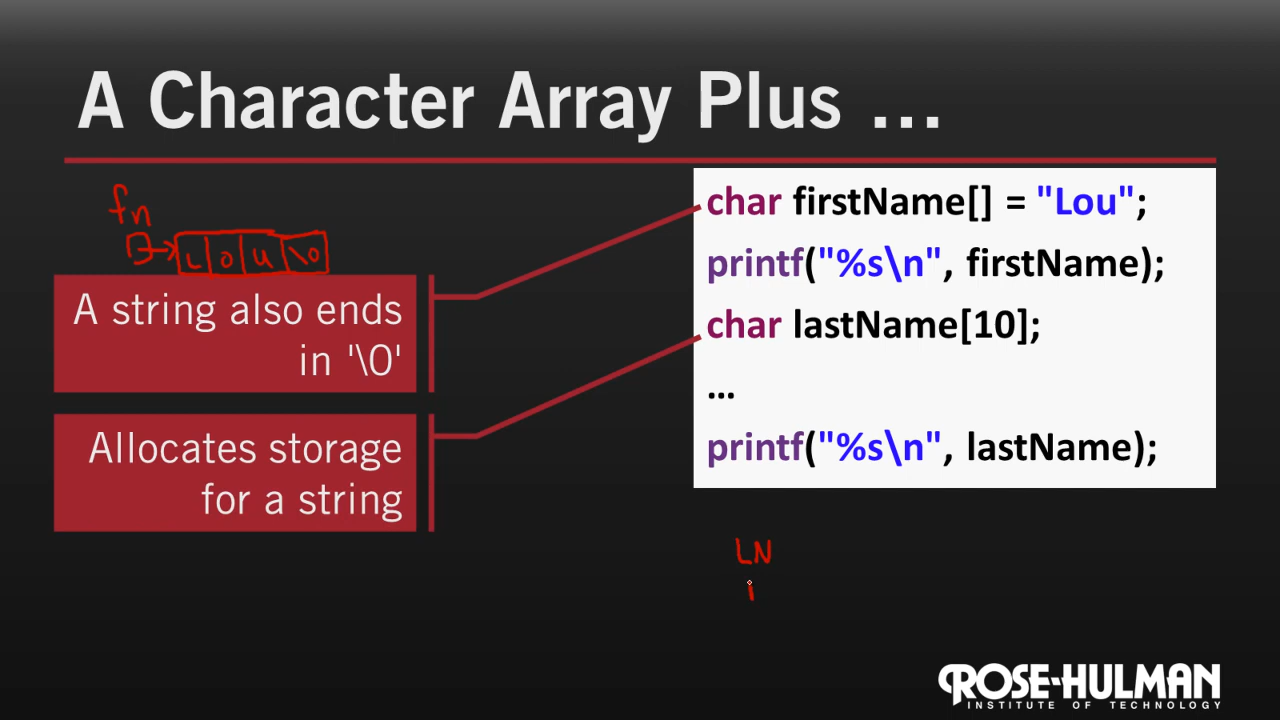 A Character Array Plus ...
fn
L O U \0
A string also ends
in '\0'
Allocates storage
for a string
char firstName[] = "Lou";
printf("%s\n", firstName);
char lastName[10];
...
printf("%s\n", lastName);
LN
ROSE-HULMAN
INSTITUTE OF TECHNOLOGY